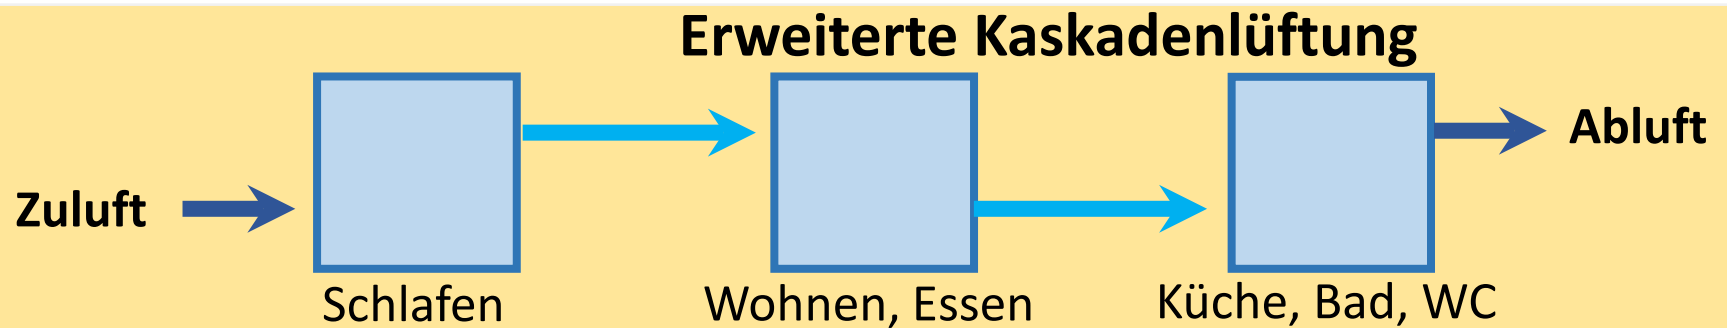 Erweiterte Kaskadenlüftung
Abluft
Zuluft
Schlafen
Wohnen, Essen
Küche, Bad, WC